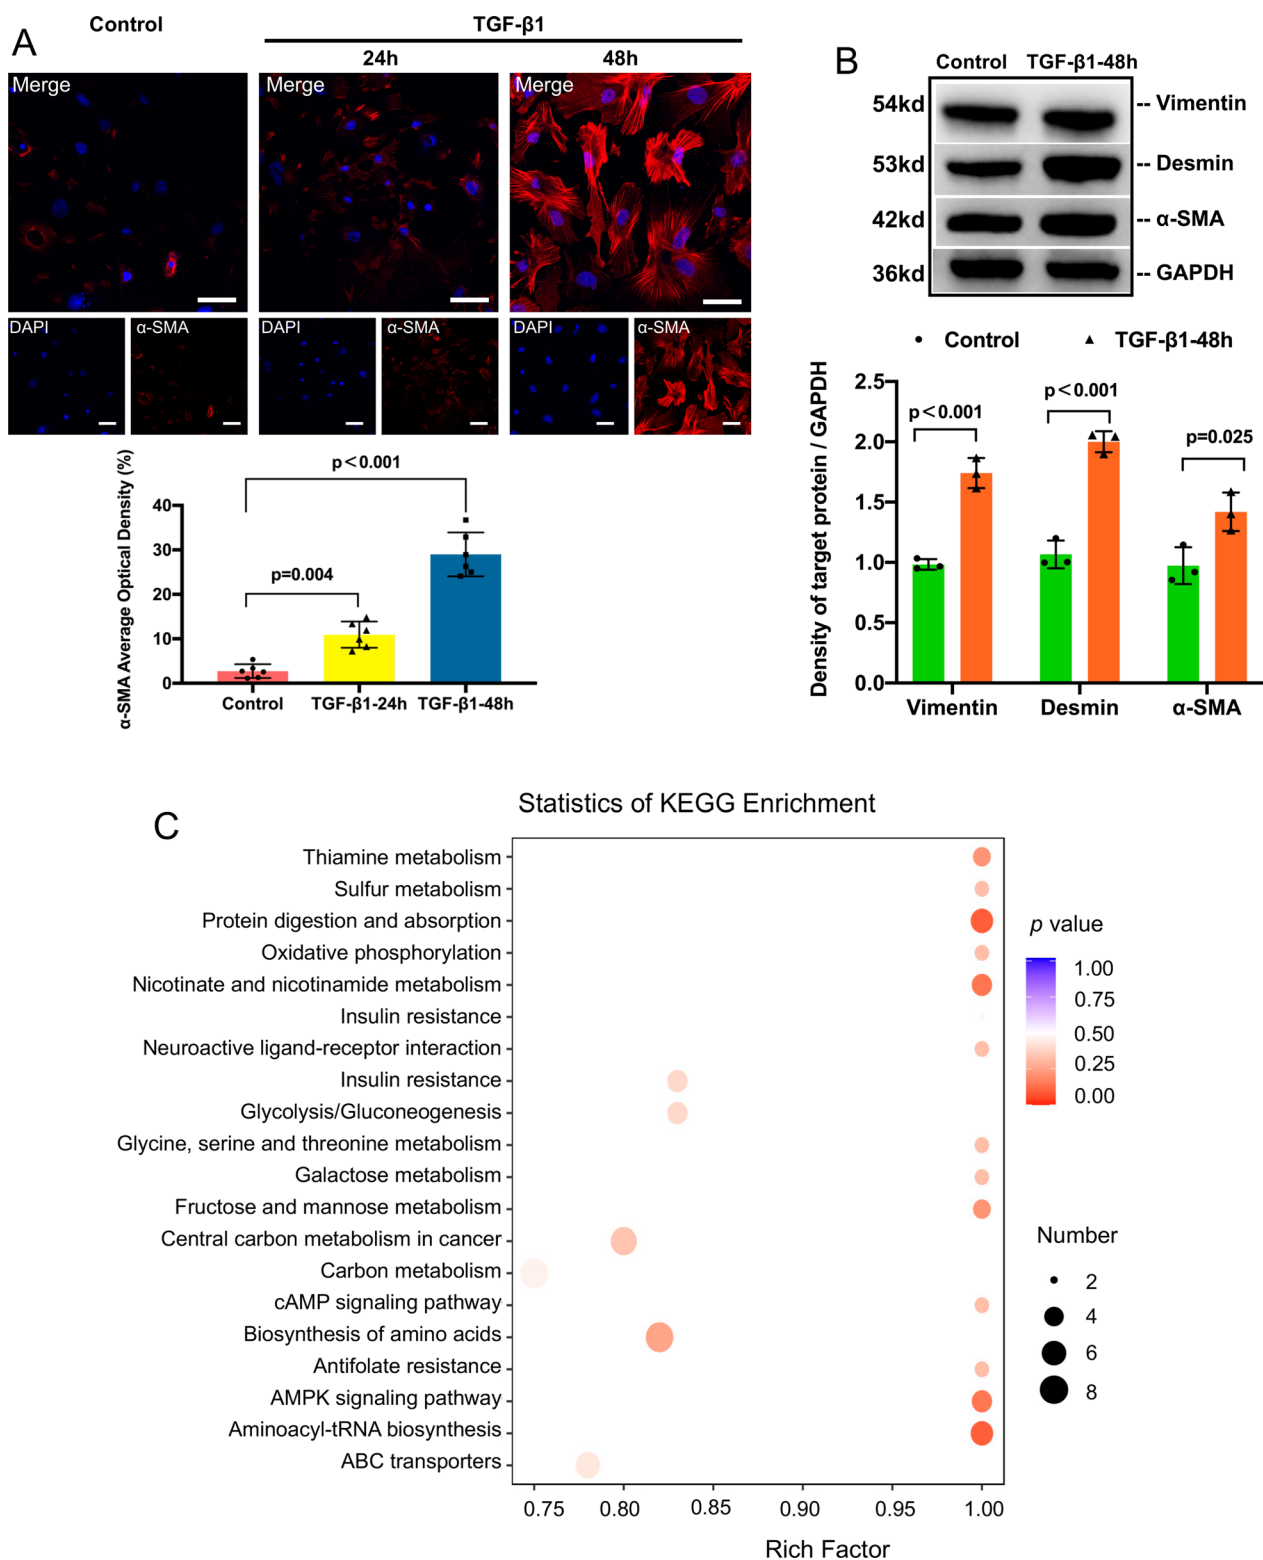 A
Control
TGF-β1
24h
48h
Merge
Merge
Merge
DAPI
α-SMA
DAPI
α-SMA
DAPI
α-SMA
α-SMA Average Optical Density (%)
40
30
20
10
0
p<0.001
p=0.004
Control
TGF-β1-24h
TGF-β1-48h
B
Control
TGF-β1-48h
54kd
-- Vimentin
53kd
-- Desmin
42kd
-- α-SMA
36kd
-- GAPDH
Control
TGF-β1-48h
Density of target protein / GAPDH
2.5
2.0
1.5
1.0
0.5
0.0
p<0.001
p<0.001
p=0.025
Vimentin
Desmin
α-SMA
C
Statistics of KEGG Enrichment
Thiamine metabolism
Sulfur metabolism
Protein digestion and absorption
Oxidative phosphorylation
Nicotinate and nicotinamide metabolism
Insulin resistance
Neuroactive ligand-receptor interaction
Insulin resistance
Glycolysis/Gluconeogenesis
Glycine, serine and threonine metabolism
Galactose metabolism
Fructose and mannose metabolism
Central carbon metabolism in cancer
Carbon metabolism
cAMP signaling pathway
Biosynthesis of amino acids
Antifolate resistance
AMPK signaling pathway
Aminoacyl-tRNA biosynthesis
ABC transporters
0.75
0.80
0.85
0.90
0.95
1.00
Rich Factor
p value
1.00
0.75
0.50
0.25
0.00
Number
2
4
6
8